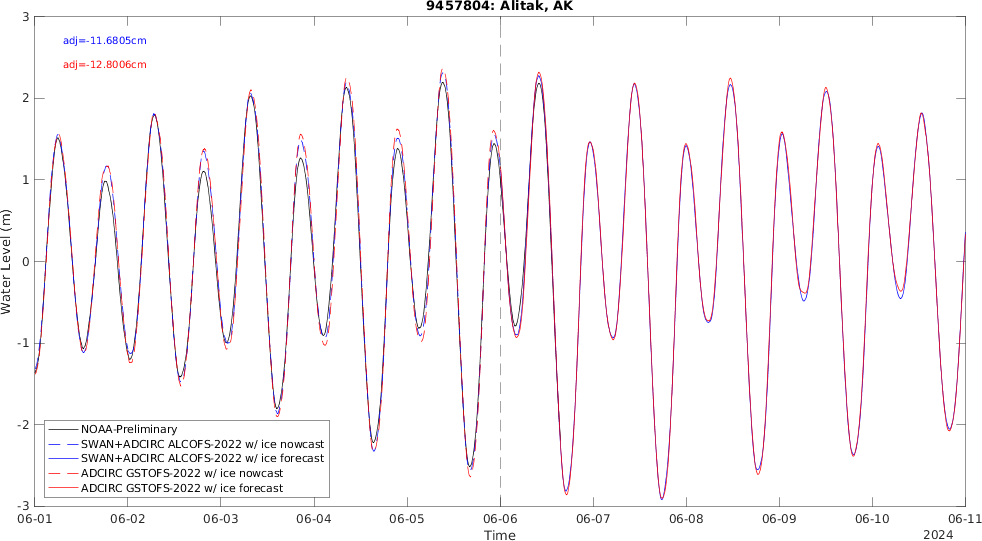 9457804: Alitak, AK
adj=-11.6805cm
adj=-12.8006cm
3
2
1
0
-1
-2
-3
Water Level (m)
NOAA-Preliminary
SWAN+ADCIRC ALCOFS-2022 w/ ice nowcast
SWAN+ADCIRC ALCOFS-2022 w/ ice forecast
ADCIRC GSTOFS-2022 w/ ice nowcast
ADCIRC GSTOFS-2022 w/ ice forecast
06-01 06-02 06-03 06-04 06-05 06-06 06-07 06-08 06-09 06-10 06-11
Time
2024